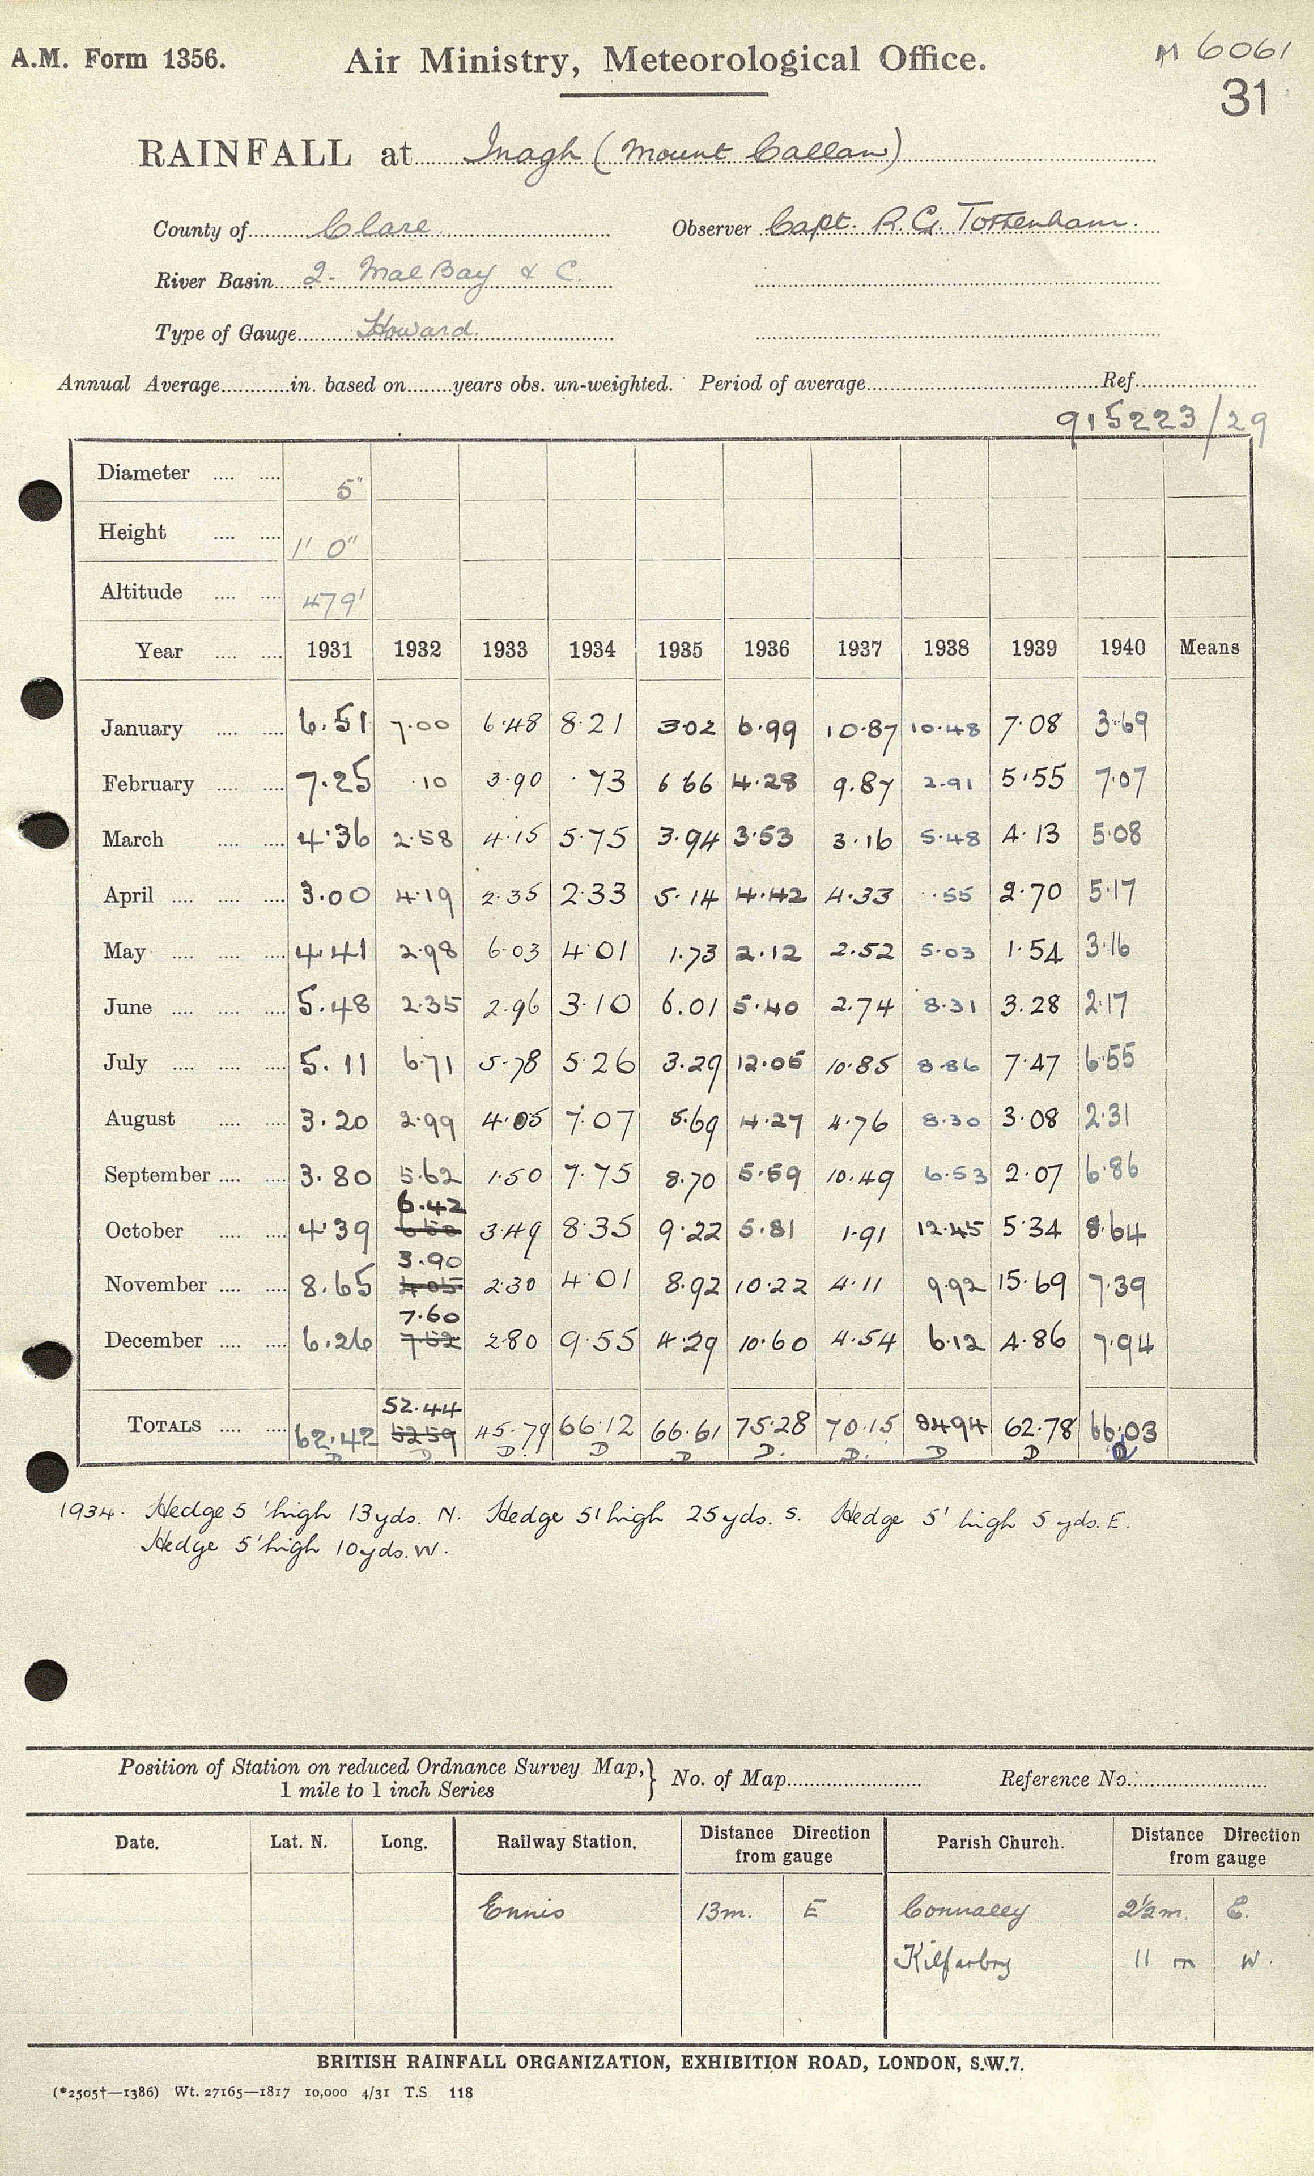 A.M. Form 1356. Air Ministry, Meteorological Office. M 6061
31
RAINFALL at Inagh (Mount Callan)
County of Clare Observer Capt. R. G. Tottenham.
River Basin 2. Mal Bay & C.
Type of Gauge Howard.
Annual Average in. based on years obs. un-weighted. Period of average Ref.
915223/29
Diameter 5"
Height 1' 0"
Altitude 479'
Year 1931 1932 1933 1934 1935 1936 1937 1938 1939 1940 Means
January 6.51 7.00 6.48 8.21 3.02 6.99 10.87 10.48 7.08 3.69
February 7.25 .10 3.90 .73 6 66 4.28 9.87 2.91 5.55 7.07
March 4.36 2.58 4.15 5.75 3.94 3.53 3.16 5.48 4.13 5.08
April 3.00 4.19 2.35 2.33 5.14 4.42 4.33 .55 2.70 5.17
May 4.41 2.98 6.03 4.01 1.73 2.12 2.52 5.03 1.54 3.16
June 5.48 2.35 2.96 3.10 6.01 5.40 2.74 8.31 3.28 2.17
July 5.11 6.71 5.78 5.26 3.29 12.05 10.85 8.86 7.47 6.55
August 3.20 2.99 4.05 7.07 5.69 4.27 4.76 8.30 3.08 2.31
September 3.80 5.62 1.50 7.75 8.70 5.59 10.49 6.53 2.07 6.86
6.42
October 4.39 6.50 3.49 8.35 9.22 5.81 1.91 12.45 5.34 8.64
3.90
November 8.65 4.05 2.30 4.01 8.92 10.22 4.11 9.92 15.69 7.39
7.60
December 6.26 7.52 2.80 9.55 4.29 10.60 4.54 6.12 4.86 7.94
52.44
TOTALS 62.42 52 59 45.79 66.12 66.61 75.28 70.15 84 94 62.78 66.03
D D D D D D D D D D
1934. Hedge 5' high 13 yds. N. Hedge 5' high 25 yds. S. Hedge 5' high 5 yds. E.
Hedge 5' high 10 yds. W.
Position of Station on reduced Ordnance Survey Map, 1 mile to 1 inch Series } No. of Map Reference No.
Date. Lat. N. Long. Railway Station. Distance Direction from gauge Parish Church. Distance Direction from gauge
Ennis 13m. E Connolly 2½m. E.
Kilfarboy 11 m W.
BRITISH RAINFALL ORGANIZATION, EXHIBITION ROAD, LONDON, S.W.7.
(*2505†—1386) Wt. 27165—1817 10,000 4/31 T.S 118